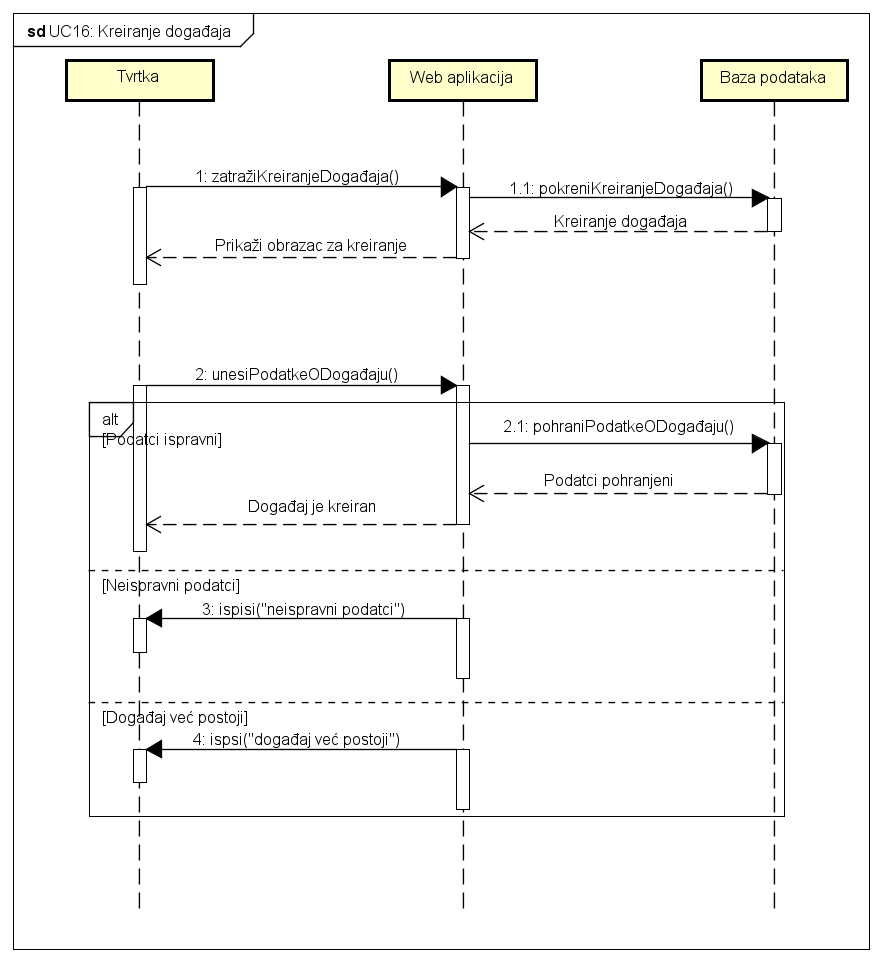 sd UC16: Kreiranje događaja
Tvrtka
Web aplikacija
Baza podataka
1: zatražiKreiranjeDogađaja()
1.1: pokreniKreiranjeDogađaja()
Kreiranje događaja
Prikaži obrazac za kreiranje
2: unesiPodatkeODogađaju()
alt
[Podatci ispravni]
2.1: pohraniPodatkeODogađaju()
Podatci pohranjeni
Događaj je kreiran
[Neispravni podatci]
3: ispisi("neispravni podatci")
[Događaj već postoji]
4: ispsi("događaj već postoji")